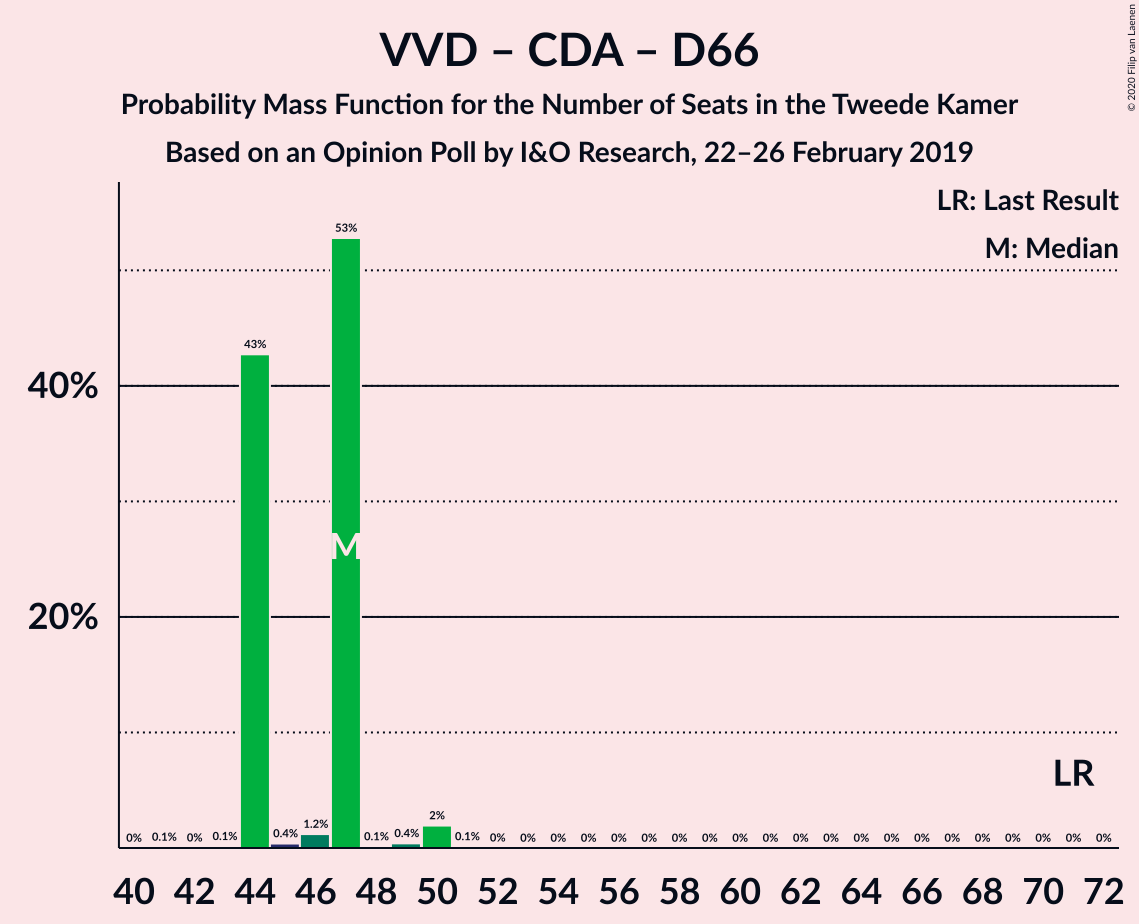 VVD – CDA – D66
Probability Mass Function for the Number of Seats in the Tweede Kamer
Based on an Opinion Poll by I&O Research, 22–26 February 2019
© 2020 Filip van Laenen
LR: Last Result
M: Median
40%
20%
53%
43%
M
LR
0% 0.1% 0% 0.1% 0.4% 1.2% 0.1% 0.4% 2% 0.1% 0% 0% 0% 0% 0% 0% 0% 0% 0% 0% 0% 0% 0% 0% 0% 0% 0% 0% 0% 0% 0%
40 42 44 46 48 50 52 54 56 58 60 62 64 66 68 70 72